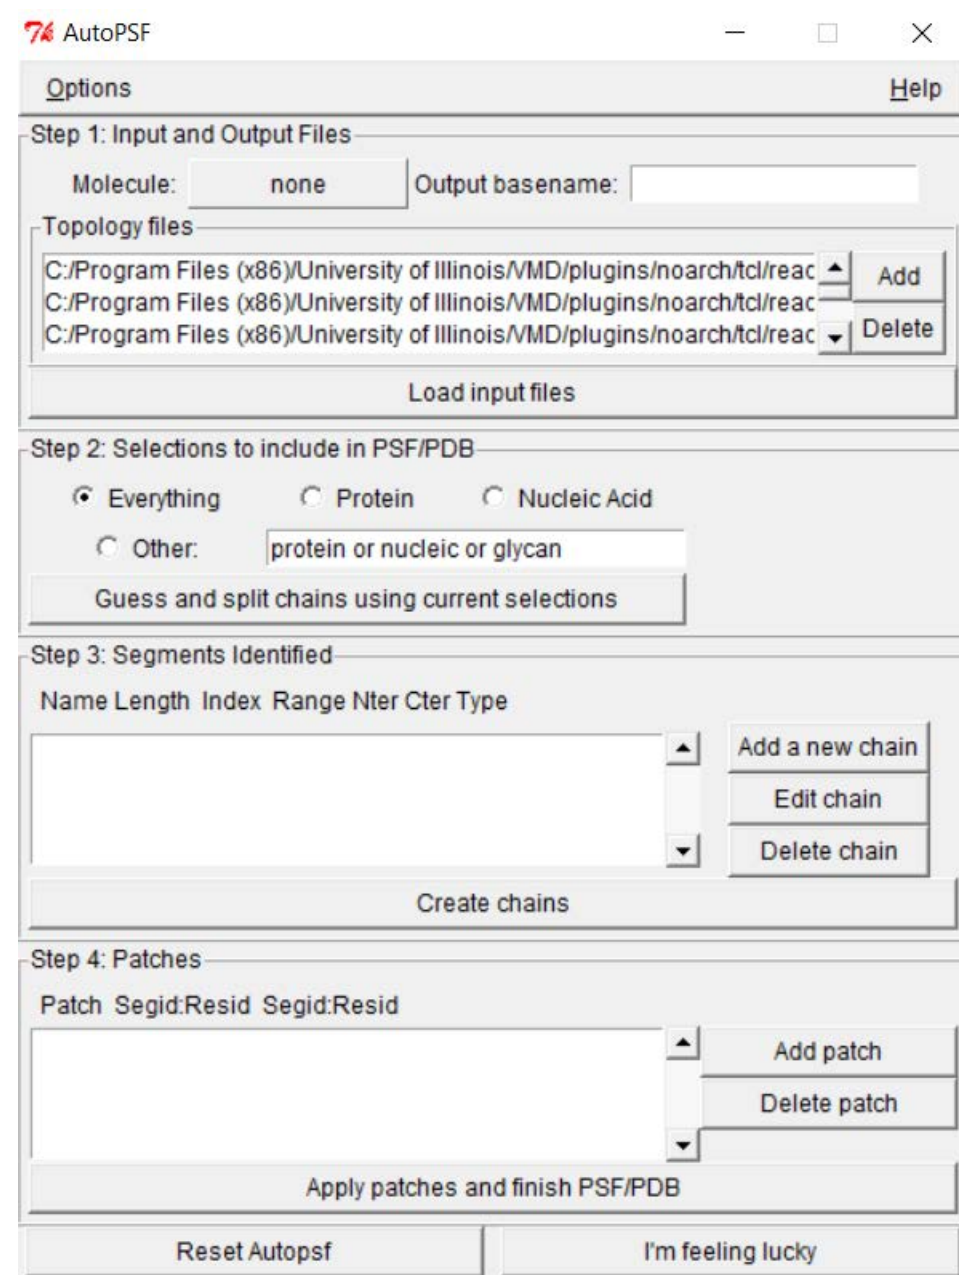 AutoPSF
Options Help
Step 1: Input and Output Files
Molecule: none Output basename:
Topology files
C:/Program Files (x86)/University of Illinois/VMD/plugins/noarch/tcl/reac
C:/Program Files (x86)/University of Illinois/VMD/plugins/noarch/tcl/reac
C:/Program Files (x86)/University of Illinois/VMD/plugins/noarch/tcl/reac
Add
Delete
Load input files
Step 2: Selections to include in PSF/PDB
Everything Protein Nucleic Acid
Other: protein or nucleic or glycan
Guess and split chains using current selections
Step 3: Segments Identified
Name Length Index Range Nter Cter Type
Add a new chain
Edit chain
Delete chain
Create chains
Step 4: Patches
Patch Segid:Resid Segid:Resid
Add patch
Delete patch
Apply patches and finish PSF/PDB
Reset Autopsf I'm feeling lucky